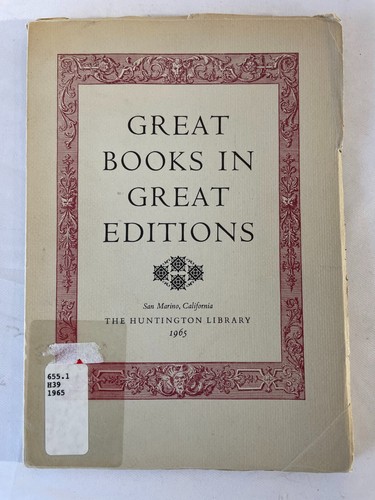 GREAT
BOOKS IN
GREAT
EDITIONS
San Marino, California
THE HUNTINGTON LIBRARY
1965
655.1
H39
1965